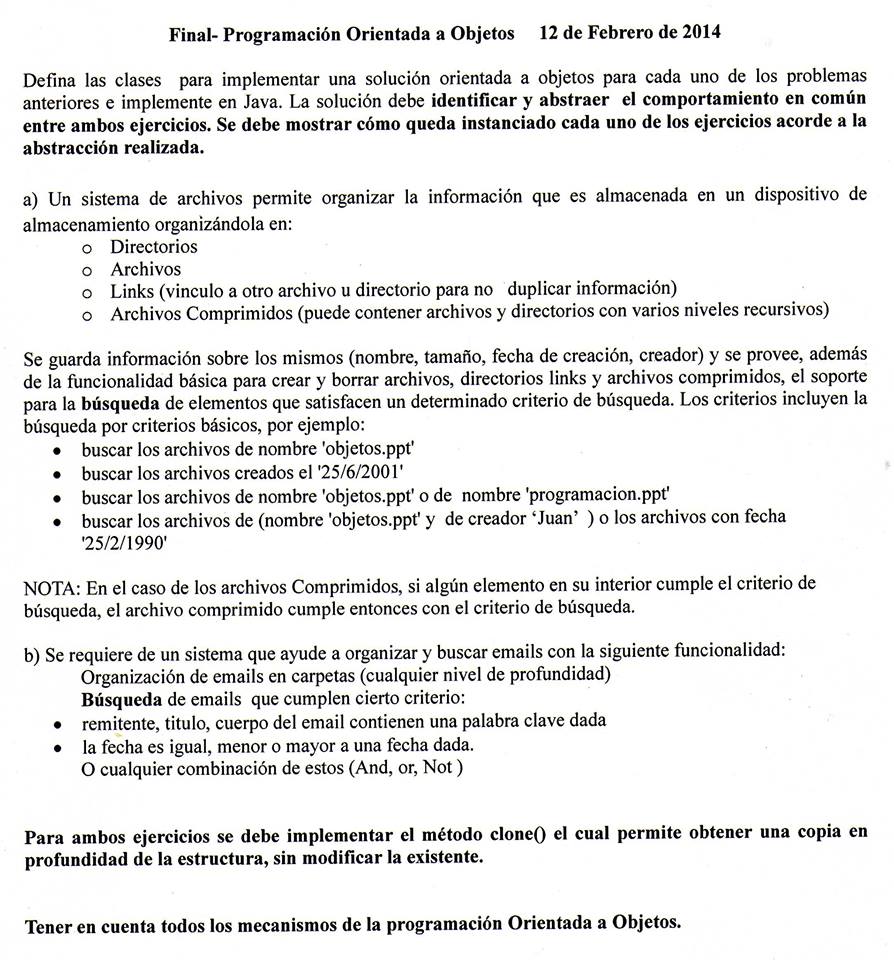 Final- Programación Orientada a Objetos 12 de Febrero de 2014
Defina las clases para implementar una solución orientada a objetos para cada uno de los problemas
anteriores e implemente en Java. La solución debe identificar y abstraer el comportamiento en común
entre ambos ejercicios. Se debe mostrar cómo queda instanciado cada uno de los ejercicios acorde a la
abstracción realizada.
a) Un sistema de archivos permite organizar la información que es almacenada en un dispositivo de
almacenamiento organizándola en:
o Directorios
o Archivos
o Links (vinculo a otro archivo u directorio para no duplicar información)
o Archivos Comprimidos (puede contener archivos y directorios con varios niveles recursivos)
Se guarda información sobre los mismos (nombre, tamaño, fecha de creación, creador) y se provee, además
de la funcionalidad básica para crear y borrar archivos, directorios links y archivos comprimidos, el soporte
para la búsqueda de elementos que satisfacen un determinado criterio de búsqueda. Los criterios incluyen la
búsqueda por criterios básicos, por ejemplo:
• buscar los archivos de nombre 'objetos.ppt'
• buscar los archivos creados el '25/6/2001'
• buscar los archivos de nombre 'objetos.ppt' o de nombre 'programacion.ppt'
• buscar los archivos de (nombre 'objetos.ppt' y de creador ‘Juan’ ) o los archivos con fecha
'25/2/1990'
NOTA: En el caso de los archivos Comprimidos, si algún elemento en su interior cumple el criterio de
búsqueda, el archivo comprimido cumple entonces con el criterio de búsqueda.
b) Se requiere de un sistema que ayude a organizar y buscar emails con la siguiente funcionalidad:
Organización de emails en carpetas (cualquier nivel de profundidad)
Búsqueda de emails que cumplen cierto criterio:
• remitente, titulo, cuerpo del email contienen una palabra clave dada
• la fecha es igual, menor o mayor a una fecha dada.
O cualquier combinación de estos (And, or, Not )
Para ambos ejercicios se debe implementar el método clone() el cual permite obtener una copia en
profundidad de la estructura, sin modificar la existente.
Tener en cuenta todos los mecanismos de la programación Orientada a Objetos.